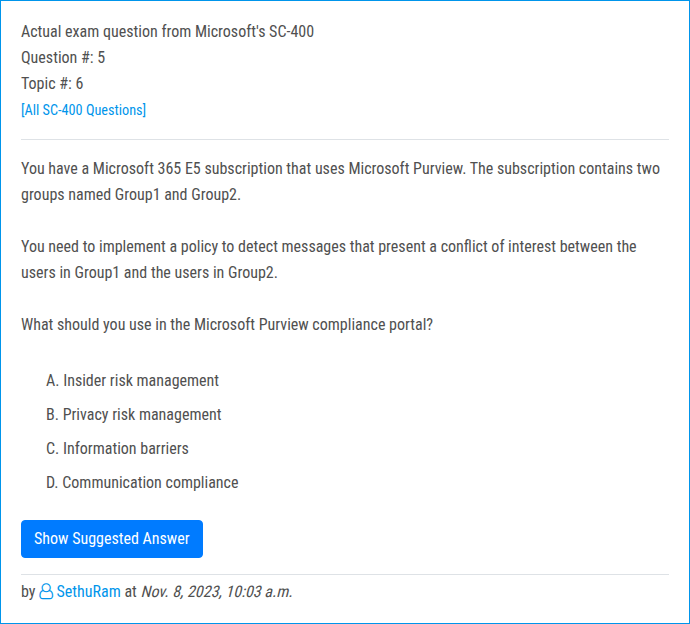 Actual exam question from Microsoft's SC-400
Question #: 5
Topic #: 6
[All SC-400 Questions]
You have a Microsoft 365 E5 subscription that uses Microsoft Purview. The subscription contains two
groups named Group1 and Group2.
You need to implement a policy to detect messages that present a conflict of interest between the
users in Group1 and the users in Group2.
What should you use in the Microsoft Purview compliance portal?
A. Insider risk management
B. Privacy risk management
C. Information barriers
D. Communication compliance
Show Suggested Answer
by SethuRam at Nov. 8, 2023, 10:03 a.m.